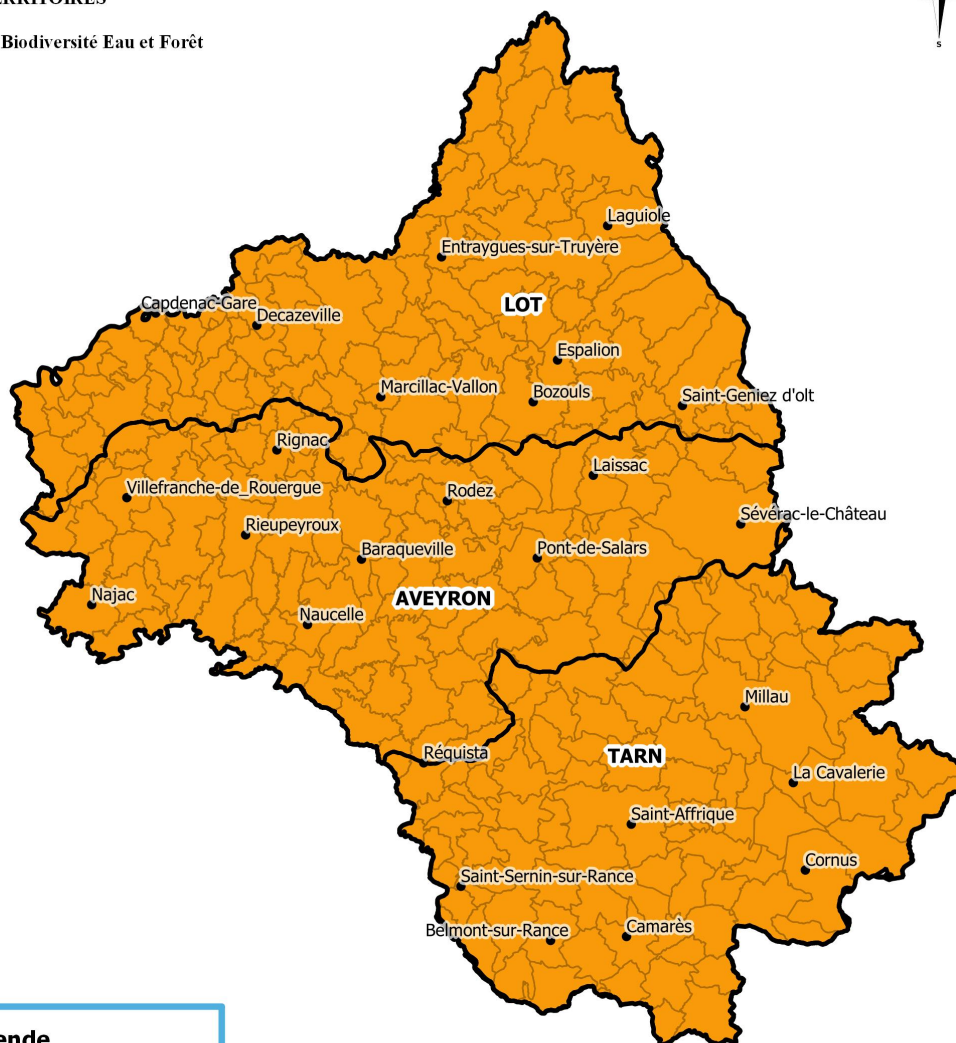 Biodiversité Eau et Forêt
S
Laguiole
Entraygues-sur-Truyère
Capdenac-Gare
LOT
Decazeville
Espalion
Marcillac-Vallon
Bozouls
Saint-Geniez d'olt
Rignac
Laissac
Villefranche-de_Rouergue
Rodez
Sévérac-le-Château
Rieupeyroux
Baraqueville
Pont-de-Salars
Najac
AVEYRON
Naucelle
Millau
Réquista
TARN
La Cavalerie
Saint-Affrique
Cornus
Saint-Sernin-sur-Rance
Belmont-sur-Rance
Camarès